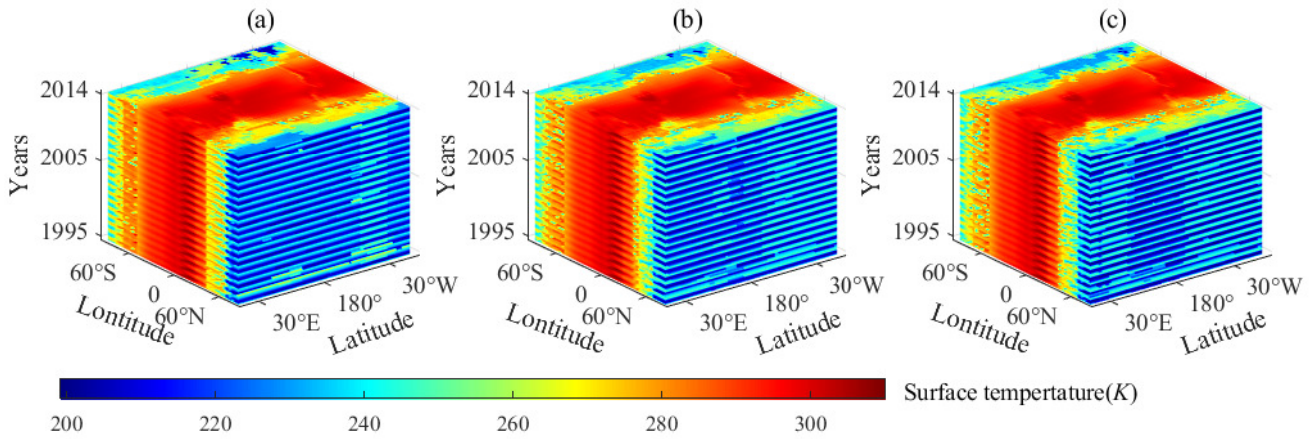 (a) (b) (c)
2014 2014 2014
2005 2005 2005
Years Years Years
1995 1995 1995
60°S 60°S 60°S
0 0 0
60°N 60°N 60°N
30°W 30°W 30°W
180° 180° 180°
30°E 30°E 30°E
Lontitude Latitude Lontitude Latitude Lontitude Latitude
Surface tempertature(K)
200 220 240 260 280 300